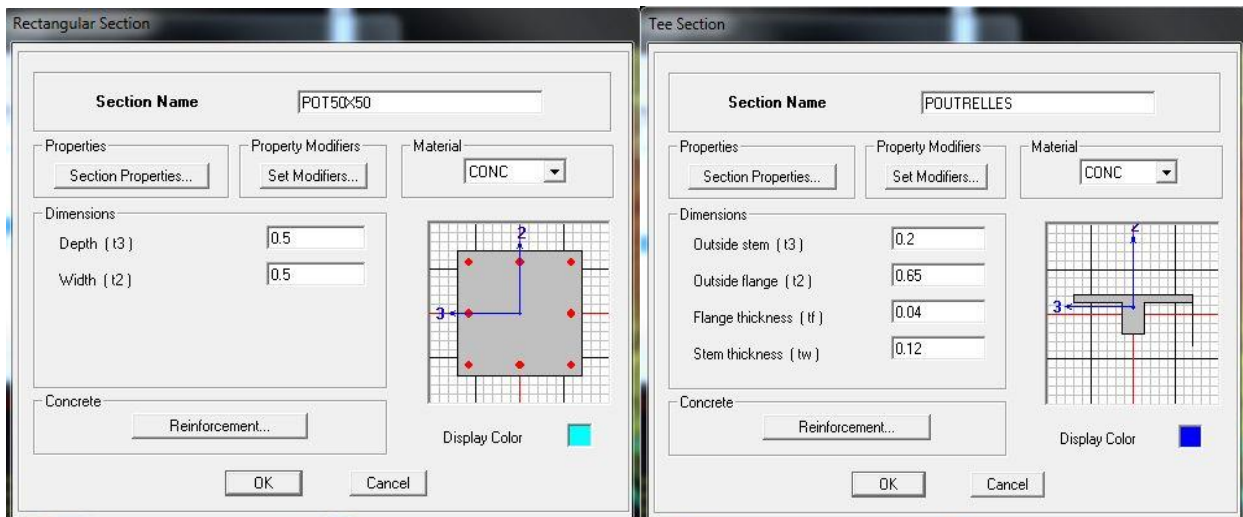 Rectangular Section
Section Name POT50X50
Properties
Section Properties...
Property Modifiers
Set Modifiers...
Material
CONC
Dimensions
Depth ( t3 ) 0.5
Width ( t2 ) 0.5
2
3
Concrete
Reinforcement...
Display Color
OK Cancel
Tee Section
Section Name POUTRELLES
Properties
Section Properties...
Property Modifiers
Set Modifiers...
Material
CONC
Dimensions
Outside stem ( t3 ) 0.2
Outside flange ( t2 ) 0.65
Flange thickness ( tf ) 0.04
Stem thickness ( tw ) 0.12
2
3
Concrete
Reinforcement...
Display Color
OK Cancel